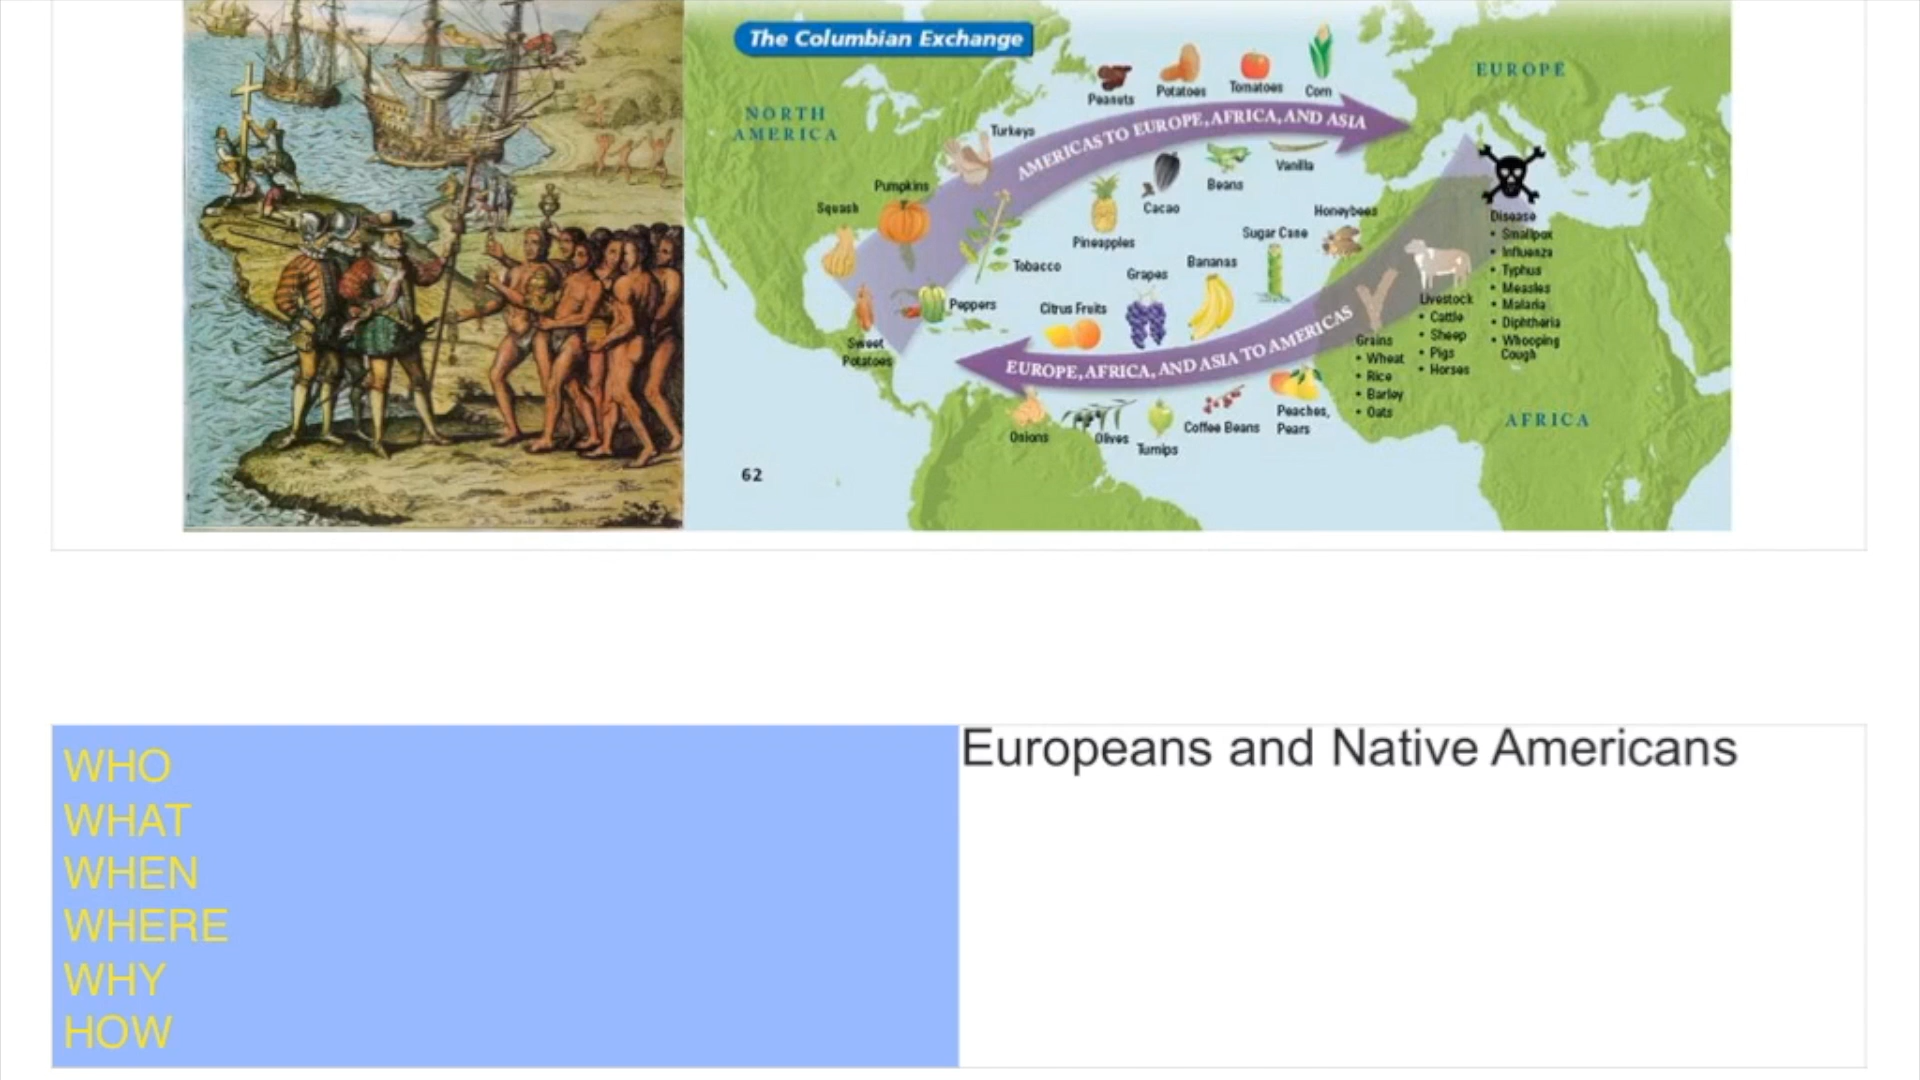 The Columbian Exchange
NORTH
AMERICA
EUROPE
AFRICA
Peanuts
Potatoes
Tomatoes
Corn
AMERICAS TO EUROPE, AFRICA, AND ASIA
Turkeys
Pumpkins
Squash
Vanilla
Beans
Cacao
Pineapples
Tobacco
Peppers
Sweet
Potatoes
Honeybees
Sugar Cane
Bananas
Grapes
Citrus Fruits
EUROPE, AFRICA, AND ASIA TO AMERICAS
Onions
Olives
Turnips
Coffee Beans
Peaches,
Pears
Grains
• Wheat
• Rice
• Barley
• Oats
Livestock
• Cattle
• Sheep
• Pigs
• Horses
Disease
• Smallpox
• Influenza
• Typhus
• Measles
• Malaria
• Diphtheria
• Whooping
Cough
62
WHO
WHAT
WHEN
WHERE
WHY
HOW
Europeans and Native Americans